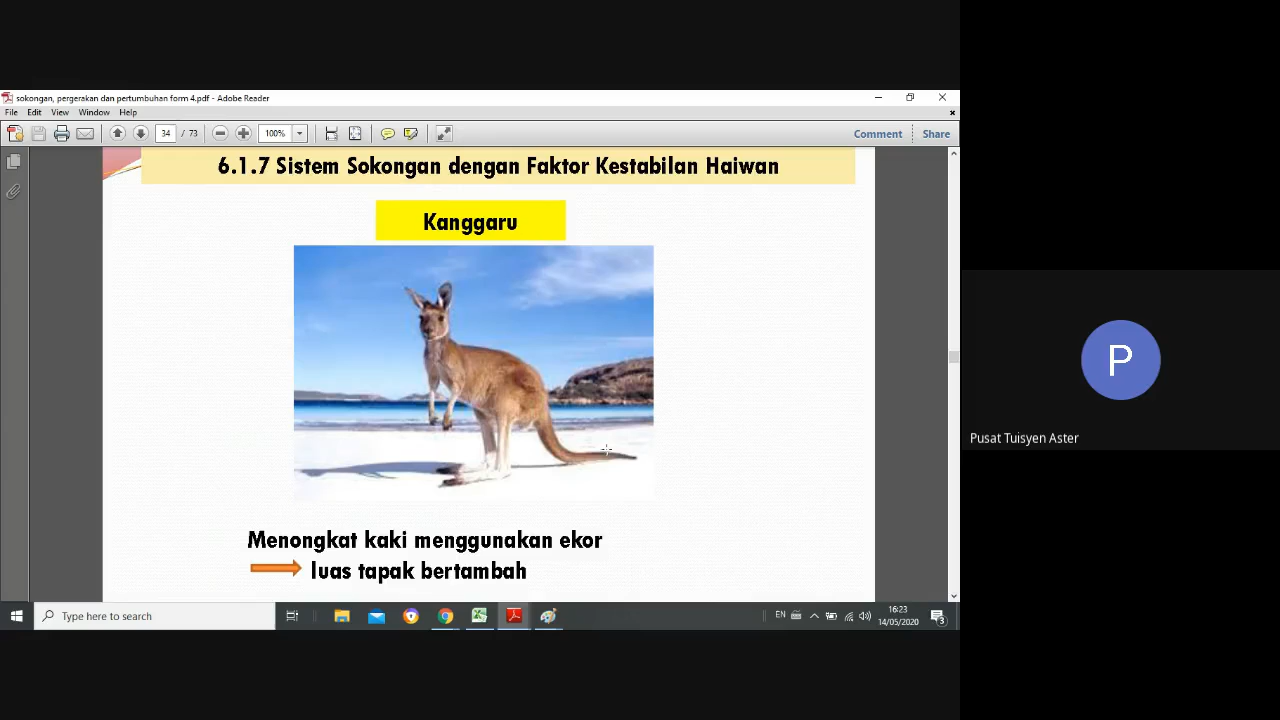 sokongan, pergerakan dan pertumbuhan form 4.pdf - Adobe Reader
File Edit View Window Help
34 / 73 100% Comment Share
6.1.7 Sistem Sokongan dengan Faktor Kestabilan Haiwan
Kanggaru
P
Pusat Tuisyen Aster
Menongkat kaki menggunakan ekor
luas tapak bertambah
Type here to search
EN
16:23
14/05/2020
3